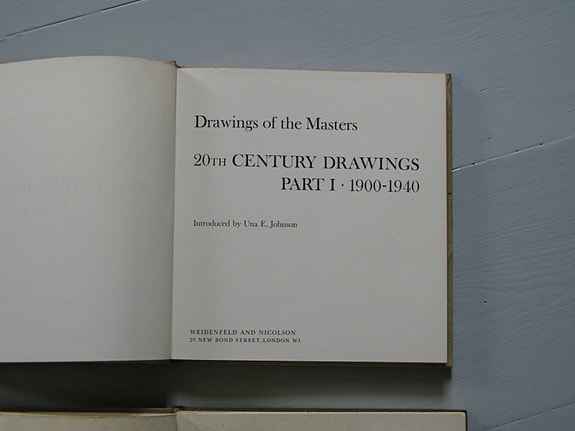 Drawings of the Masters
20TH CENTURY DRAWINGS
PART I · 1900-1940
Introduced by Una E. Johnson
WEIDENFELD AND NICOLSON
20 NEW BOND STREET, LONDON W1